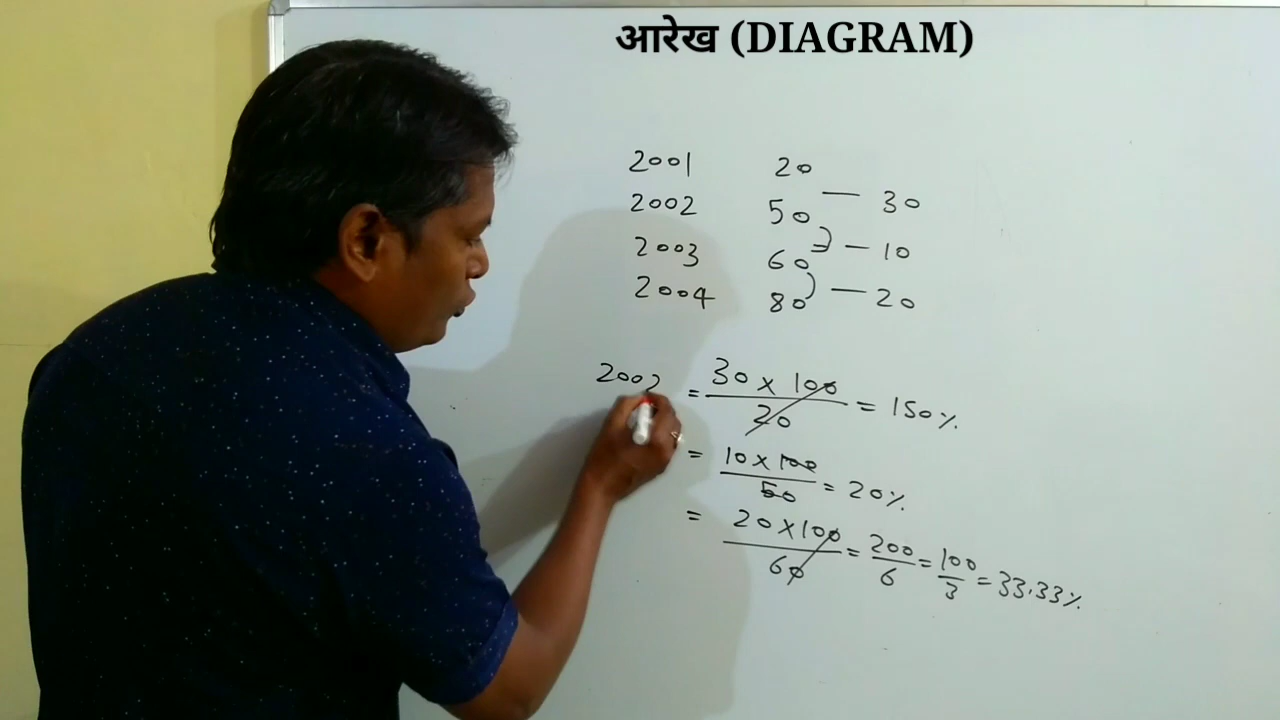 आरेख (DIAGRAM)
2001 20
— 30
2002 50
— 10
2003 60
— 20
2004 80
2002 = 30 x 100 / 20 = 150%
= 10 x 100 / 50 = 20%
= 20 x 100 / 60 = 200 / 6 = 100 / 3 = 33.33%